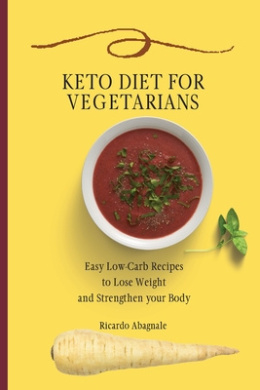 KETO DIET FOR
VEGETARIANS
Easy Low-Carb Recipes
to Lose Weight
and Strengthen your Body
Ricardo Abagnale